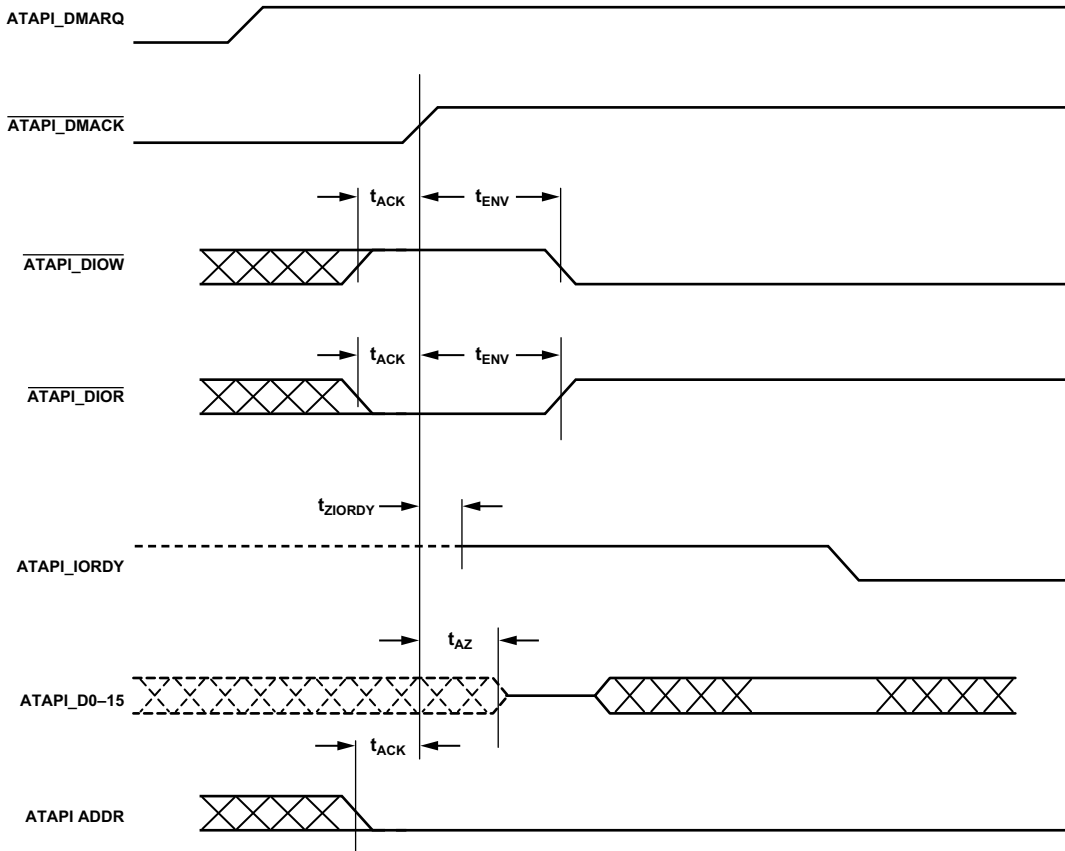 ATAPI_DMARQ
ATAPI_DMACK
tACK
tENV
ATAPI_DIOW
tACK
tENV
ATAPI_DIOR
tZIORDY
ATAPI_IORDY
tAZ
ATAPI_D0–15
tACK
ATAPI ADDR